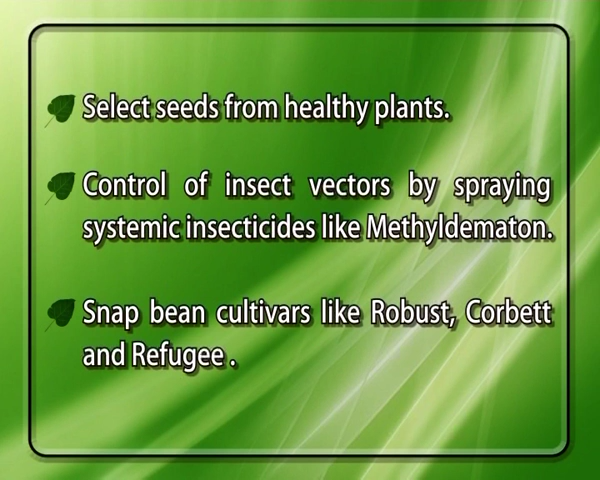 Select seeds from healthy plants.
Control of insect vectors by spraying
systemic insecticides like Methyldematon.
Snap bean cultivars like Robust, Corbett
and Refugee .